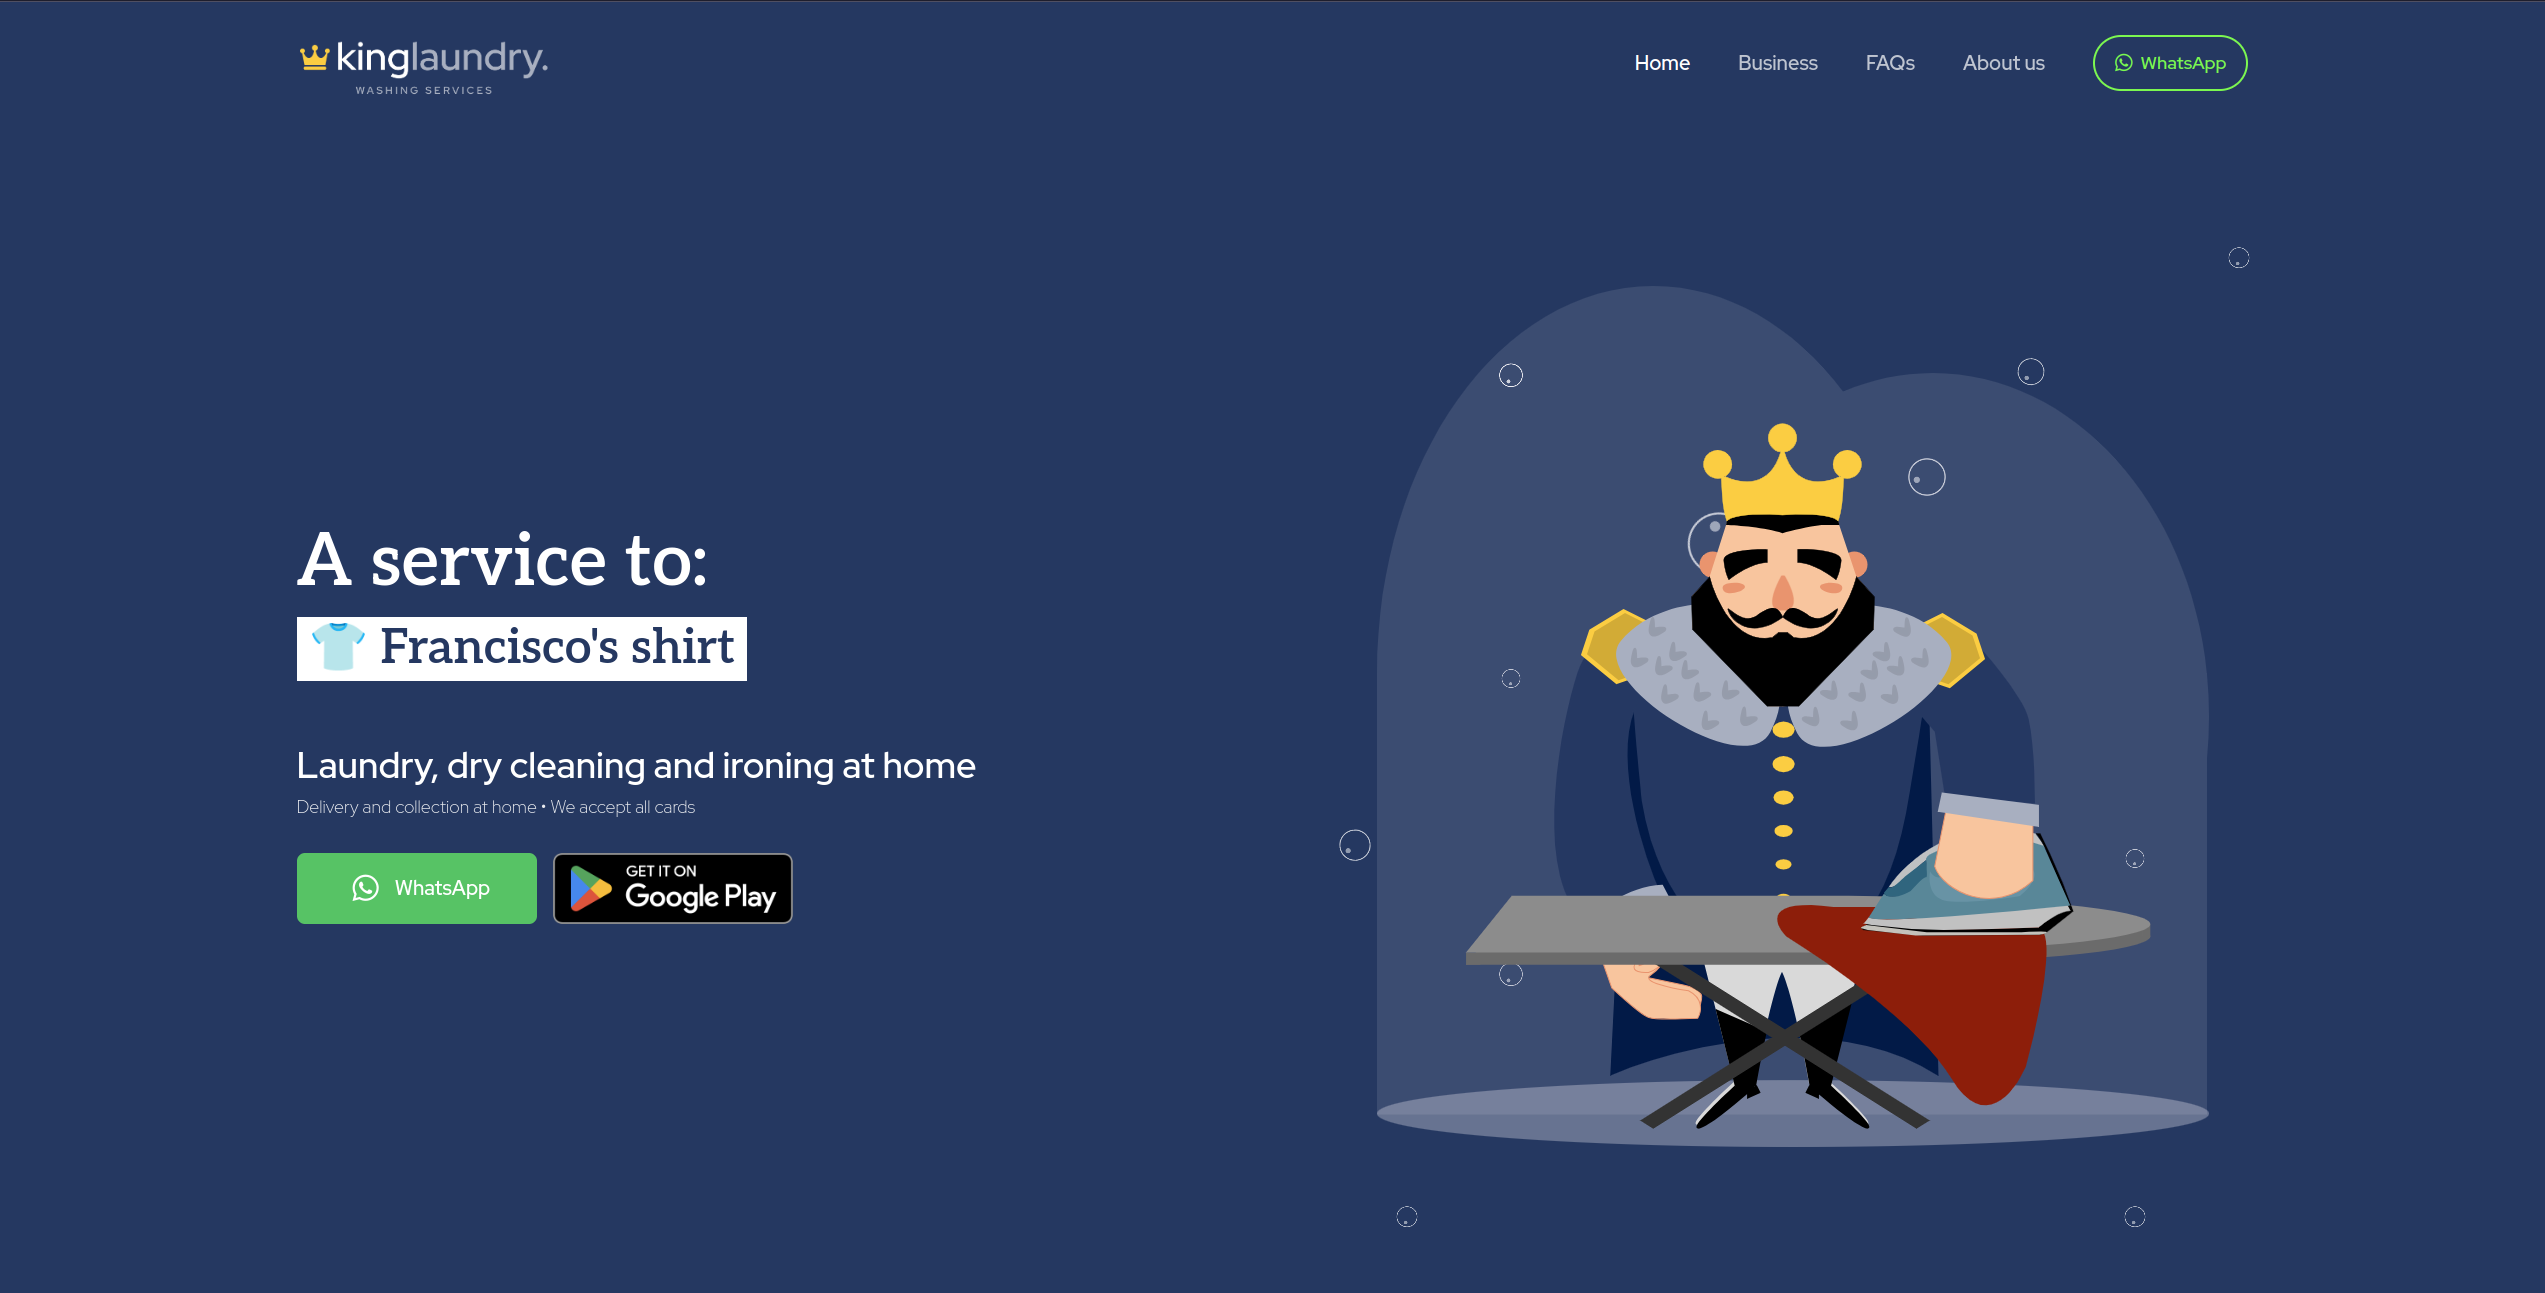 kinglaundry.
WASHING SERVICES
Home
Business
FAQs
About us
WhatsApp
A service to:
👕 Francisco's shirt
Laundry, dry cleaning and ironing at home
Delivery and collection at home • We accept all cards
WhatsApp
GET IT ON
Google Play